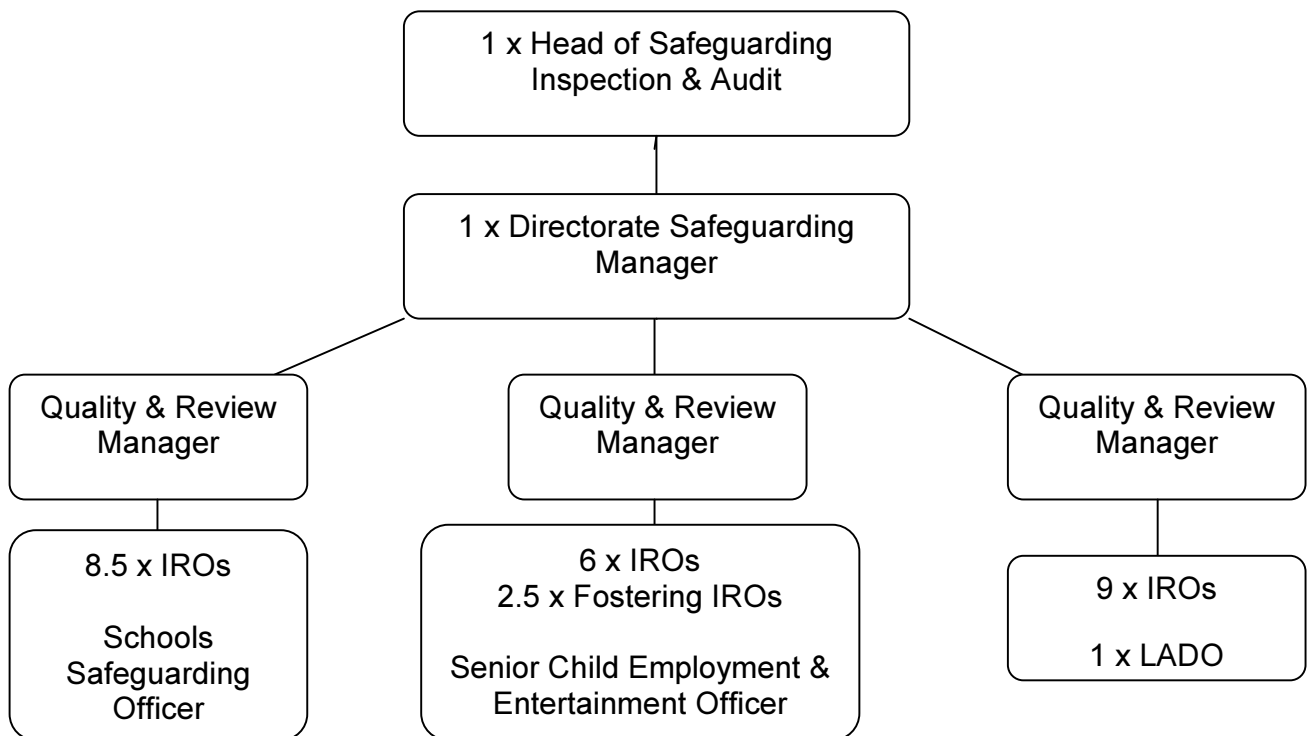 1 x Head of Safeguarding
Inspection & Audit
1 x Directorate Safeguarding
Manager
Quality & Review
Manager
Quality & Review
Manager
Quality & Review
Manager
8.5 x IROs
Schools
Safeguarding
Officer
6 x IROs
2.5 x Fostering IROs
Senior Child Employment &
Entertainment Officer
9 x IROs
1 x LADO